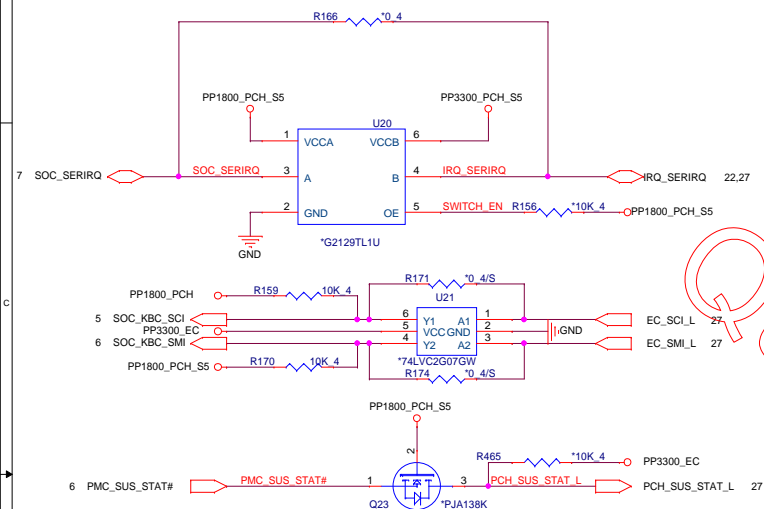 R166 *0_4
PP1800_PCH_S5 PP3300_PCH_S5
U20
1 VCCA VCCB 6
7 SOC_SERIRQ SOC_SERIRQ 3 A B 4 IRQ_SERIRQ IRQ_SERIRQ 22,27
2 GND OE 5 SWITCH_EN R156 *10K_4 PP1800_PCH_S5
GND *G2129TL1U
R171 *0_4/S
PP1800_PCH R159 10K_4 U21
5 SOC_KBC_SCI 6 Y1 A1 1 EC_SCI_L 27
PP3300_EC 5 VCC GND 2 GND
6 SOC_KBC_SMI 4 Y2 A2 3 EC_SMI_L 27
*74LVC2G07GW
PP1800_PCH_S5 R170 10K_4 R174 *0_4/S
C
PP1800_PCH_S5
2
R465 *10K_4 PP3300_EC
6 PMC_SUS_STAT# PMC_SUS_STAT# 1 3 PCH_SUS_STAT_L PCH_SUS_STAT_L 27
Q23 *PJA138K